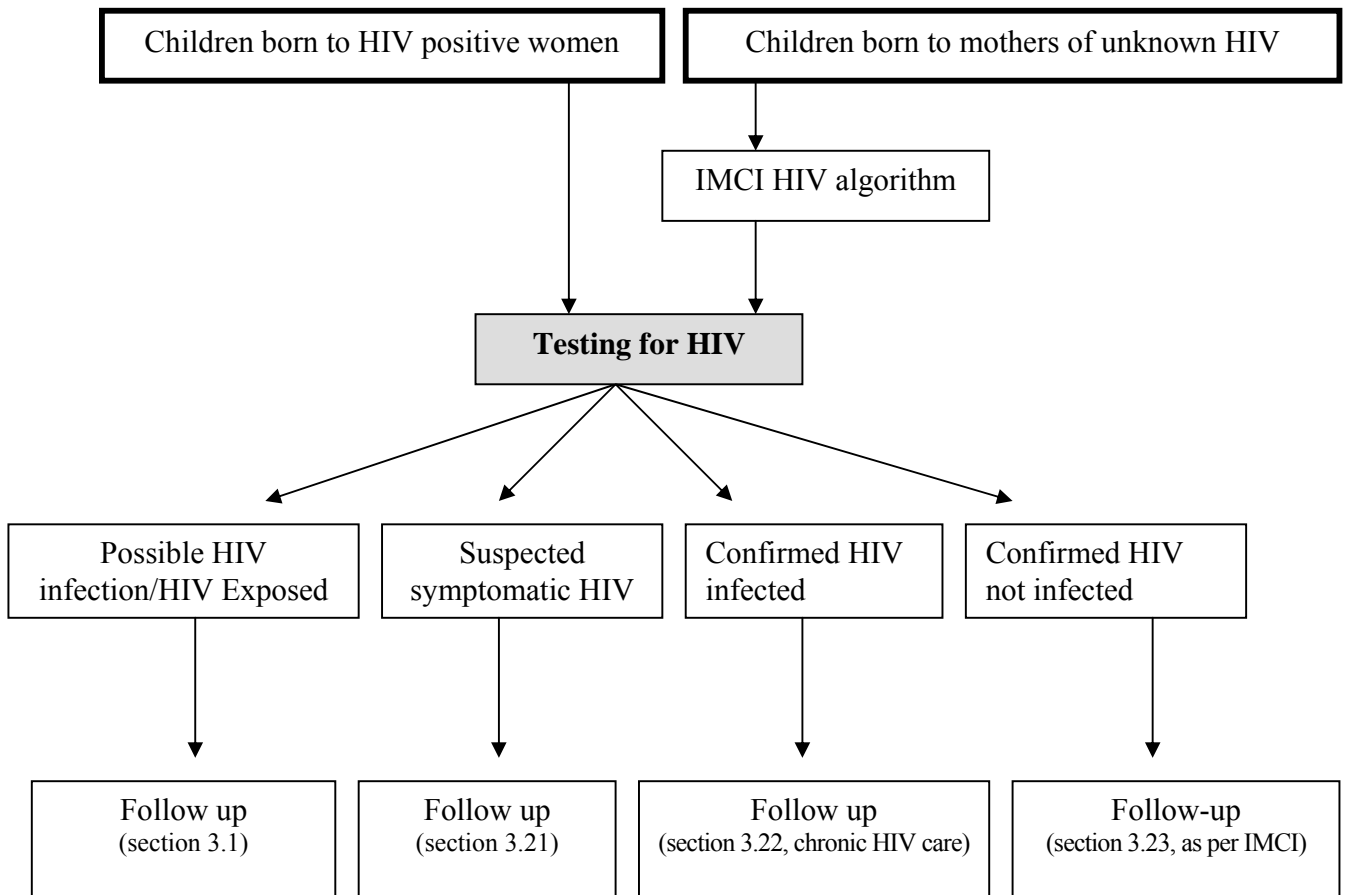 Children born to HIV positive women
Children born to mothers of unknown HIV
IMCI HIV algorithm
Testing for HIV
Possible HIV
infection/HIV Exposed
Suspected
symptomatic HIV
Confirmed HIV
infected
Confirmed HIV
not infected
Follow up
(section 3.1)
Follow up
(section 3.21)
Follow up
(section 3.22, chronic HIV care)
Follow-up
(section 3.23, as per IMCI)